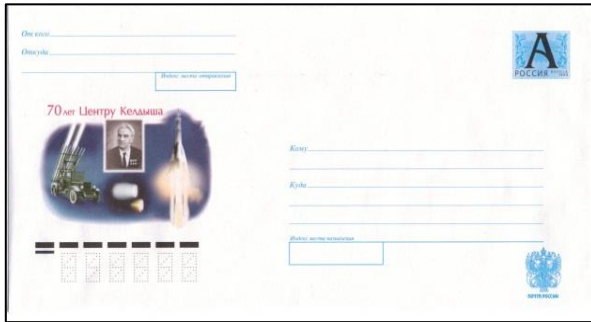 От кого
Откуда
Индекс места отправления
А
РОССИЯ
70 лет Центру Келдыша
Кому
Куда
Индекс места назначения
ПОЧТА РОССИИ